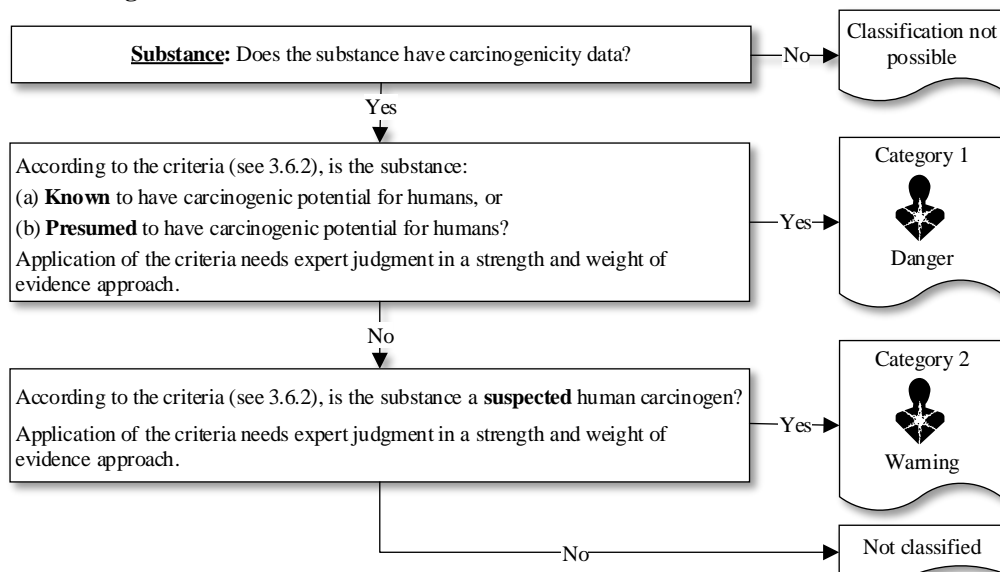 Substance: Does the substance have carcinogenicity data?
No
Classification not
possible
Yes
According to the criteria (see 3.6.2), is the substance:
(a) Known to have carcinogenic potential for humans, or
(b) Presumed to have carcinogenic potential for humans?
Application of the criteria needs expert judgment in a strength and weight of
evidence approach.
Yes
Category 1
Danger
No
According to the criteria (see 3.6.2), is the substance a suspected human carcinogen?
Application of the criteria needs expert judgment in a strength and weight of
evidence approach.
Yes
Category 2
Warning
No
Not classified